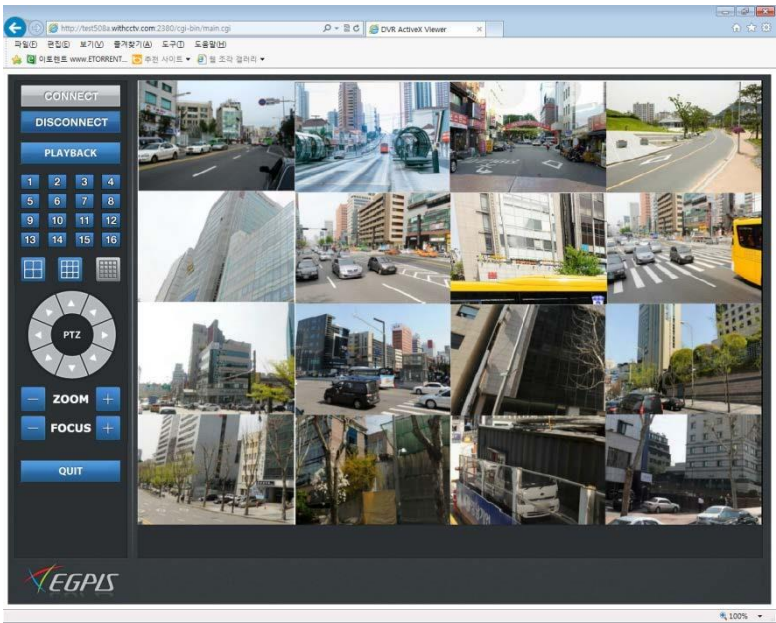 http://test508a.withcctv.com:2380/cgi-bin/main.cgi
DVR ActiveX Viewer
파일(F) 편집(E) 보기(V) 즐겨찾기(A) 도구(T) 도움말(H)
이토렌트 www.ETORRENT... 추천 사이트 웹 조각 갤러리
CONNECT
DISCONNECT
PLAYBACK
1 2 3 4
5 6 7 8
9 10 11 12
13 14 15 16
PTZ
− ZOOM +
− FOCUS +
QUIT
EGPIS
100%